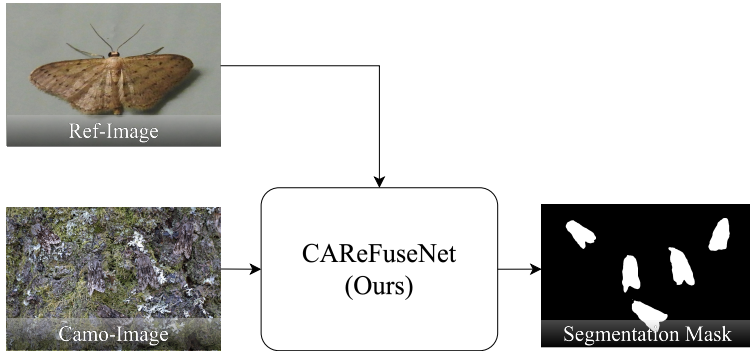 Ref-Image
Camo-Image
CAReFuseNet
(Ours)
Segmentation Mask